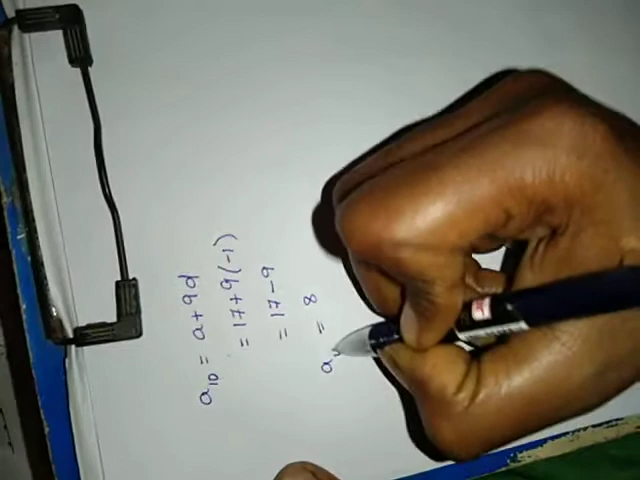 a10 = a+9d
= 17+9(-1)
= 17-9
= 8
a